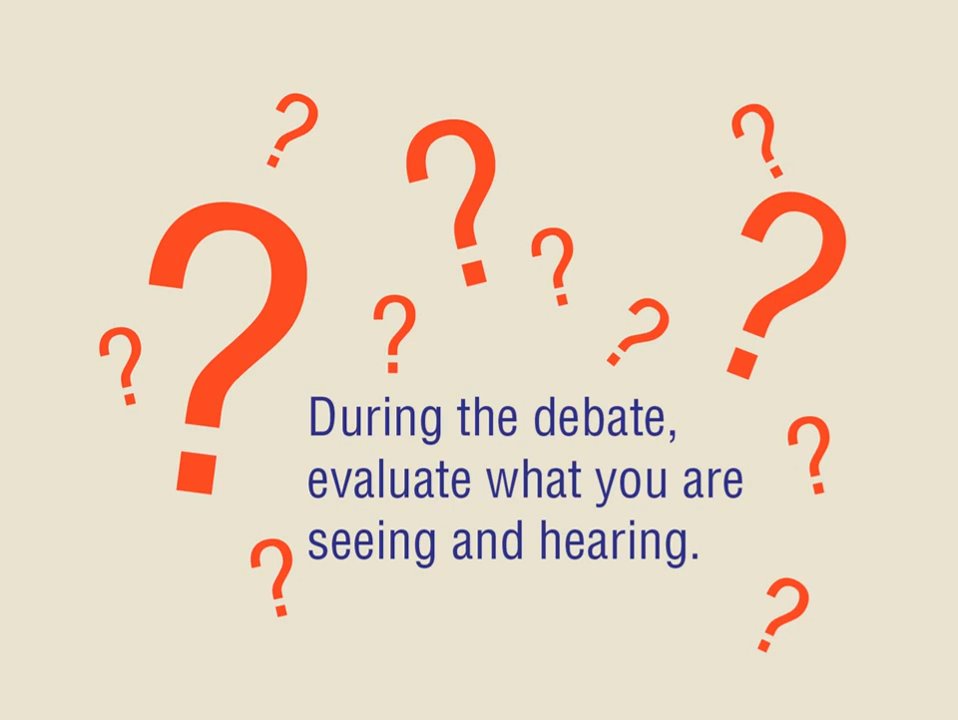 ? ? ?
? ? ? ?
? ? ?
During the debate,
evaluate what you are
?
seeing and hearing.
? ?